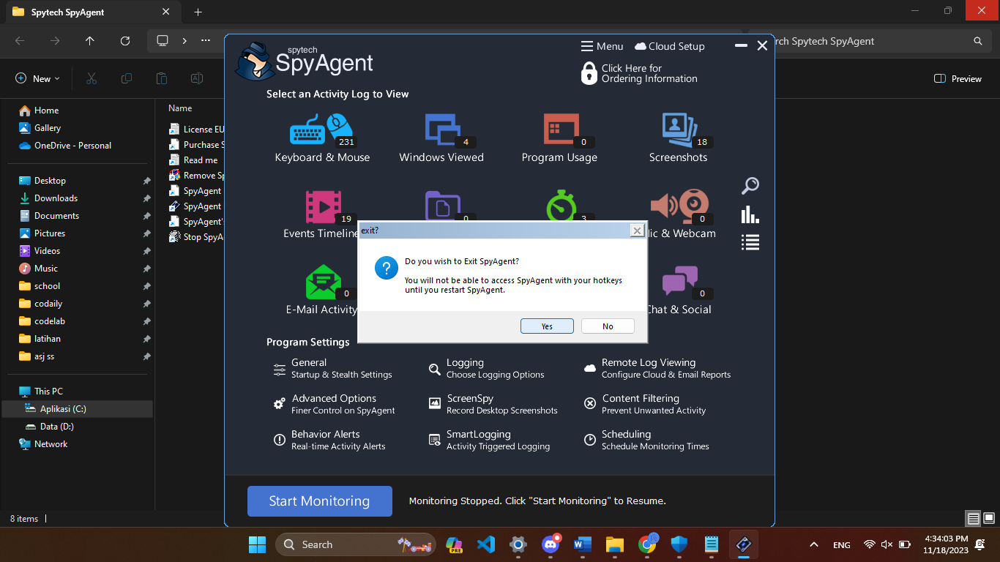 Spytech SpyAgent
rch Spytech SpyAgent
New
Preview
Home
Gallery
OneDrive - Personal
Desktop
Downloads
Documents
Pictures
Videos
Music
school
codaily
codelab
latihan
asj ss
This PC
Aplikasi (C:)
Data (D:)
Network
Name
License EU
Purchase S
Read me
Remove Sp
SpyAgent
SpyAgent
SpyAgent'
Stop SpyA
8 items
spytech
SpyAgent
Menu
Cloud Setup
Click Here for
Ordering Information
Select an Activity Log to View
231
Keyboard & Mouse
4
Windows Viewed
0
Program Usage
18
Screenshots
19
Events Timeline
0
3
0
ic & Webcam
exit?
Do you wish to Exit SpyAgent?
You will not be able to access SpyAgent with your hotkeys
until you restart SpyAgent.
Yes
No
0
E-Mail Activity
0
Chat & Social
Program Settings
General
Startup & Stealth Settings
Logging
Choose Logging Options
Remote Log Viewing
Configure Cloud & Email Reports
Advanced Options
Finer Control on SpyAgent
ScreenSpy
Record Desktop Screenshots
Content Filtering
Prevent Unwanted Activity
Behavior Alerts
Real-time Activity Alerts
SmartLogging
Activity Triggered Logging
Scheduling
Schedule Monitoring Times
Start Monitoring
Monitoring Stopped. Click "Start Monitoring" to Resume.
Search
PRE
ENG
4:34:03 PM
11/18/2023